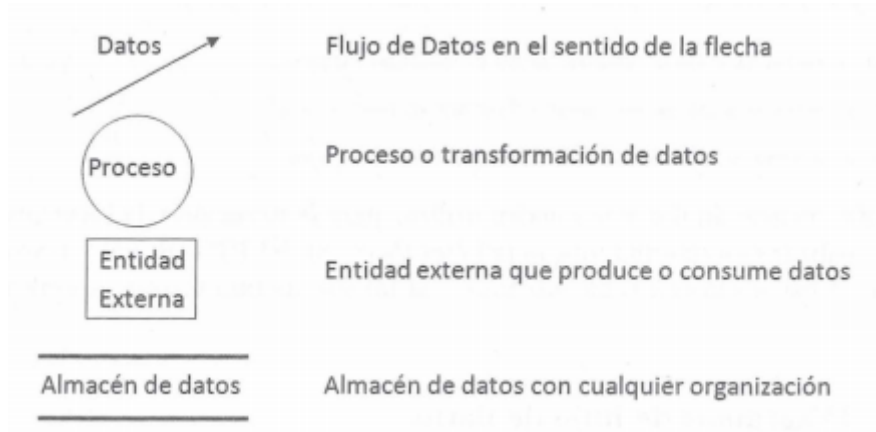 Datos
Flujo de Datos en el sentido de la flecha
Proceso
Proceso o transformación de datos
Entidad
Externa
Entidad externa que produce o consume datos
Almacén de datos
Almacén de datos con cualquier organización